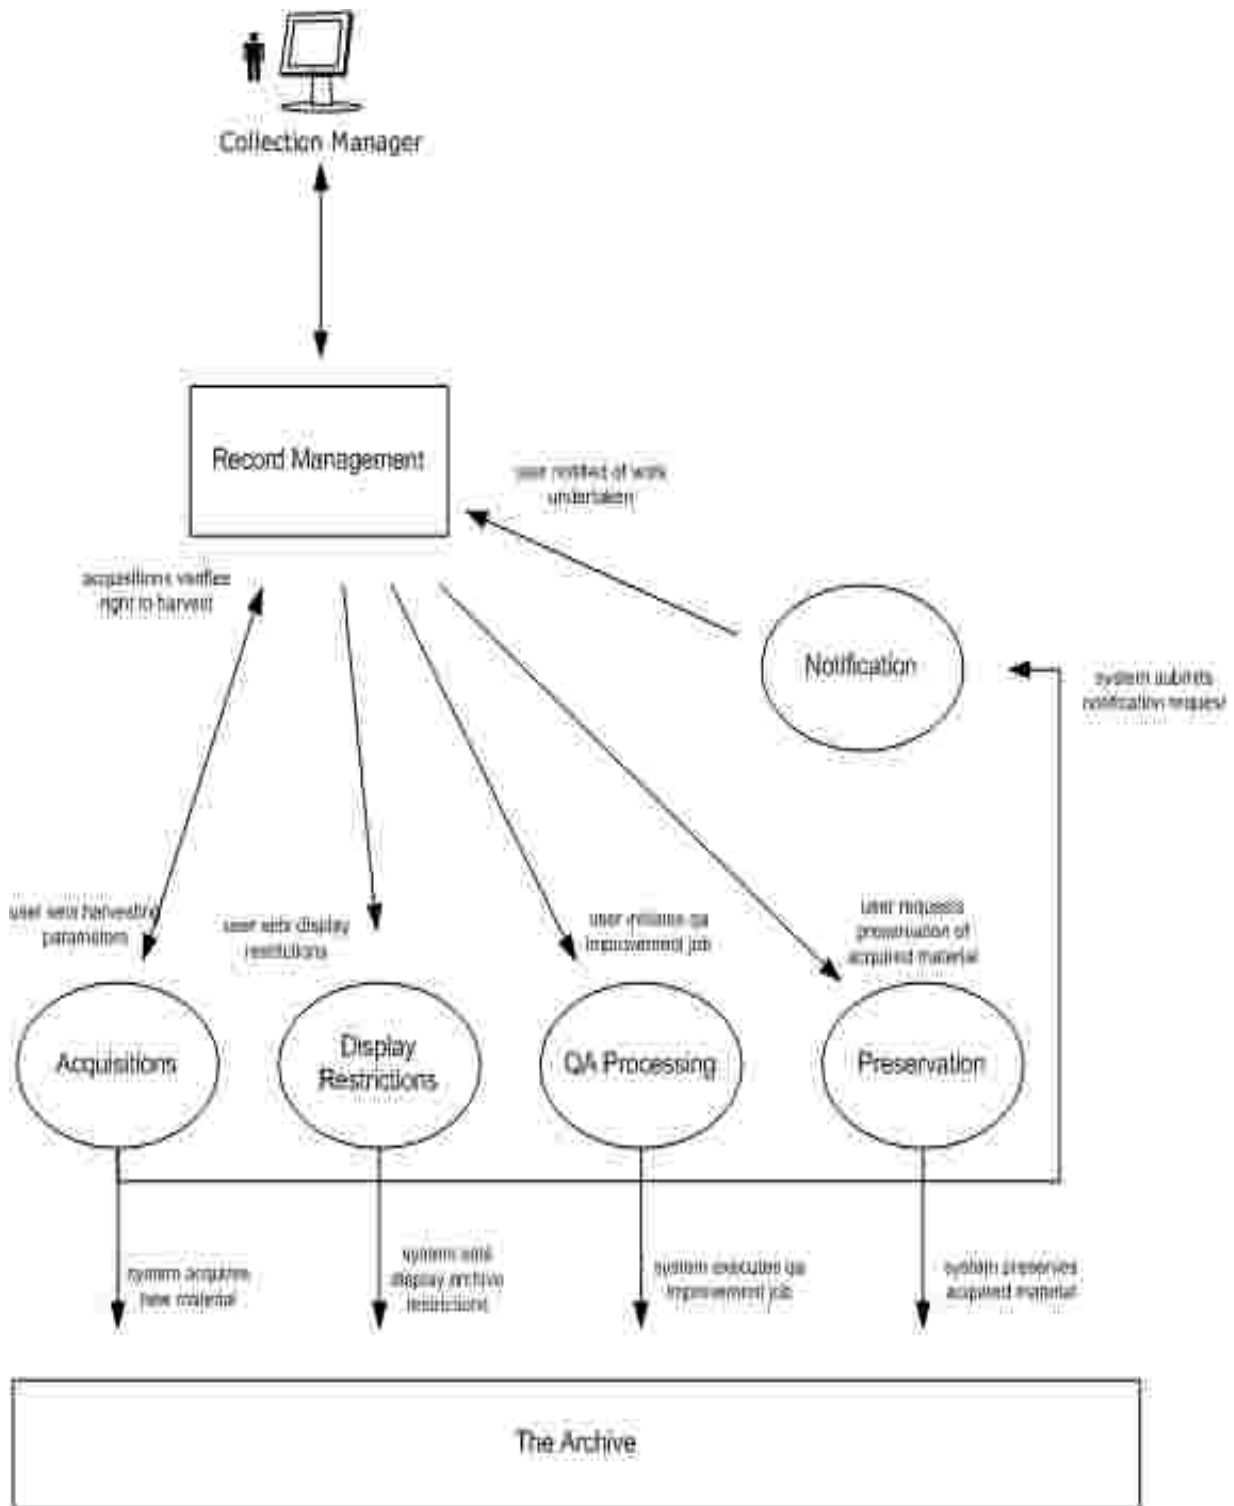 Collection Manager
Record Management
user notified of work
undertaken
acquisitions verifies
right to harvest
Notification
system submits
notification request
user sets harvesting
parameters
user sets display
restrictions
user initiates qa
improvement job
user requests
preservation of
acquired material
Acquisitions
Display
Restrictions
QA Processing
Preservation
system acquires
new material
system sets
display archive
restrictions
system executes qa
improvement job
system preserves
acquired material
The Archive